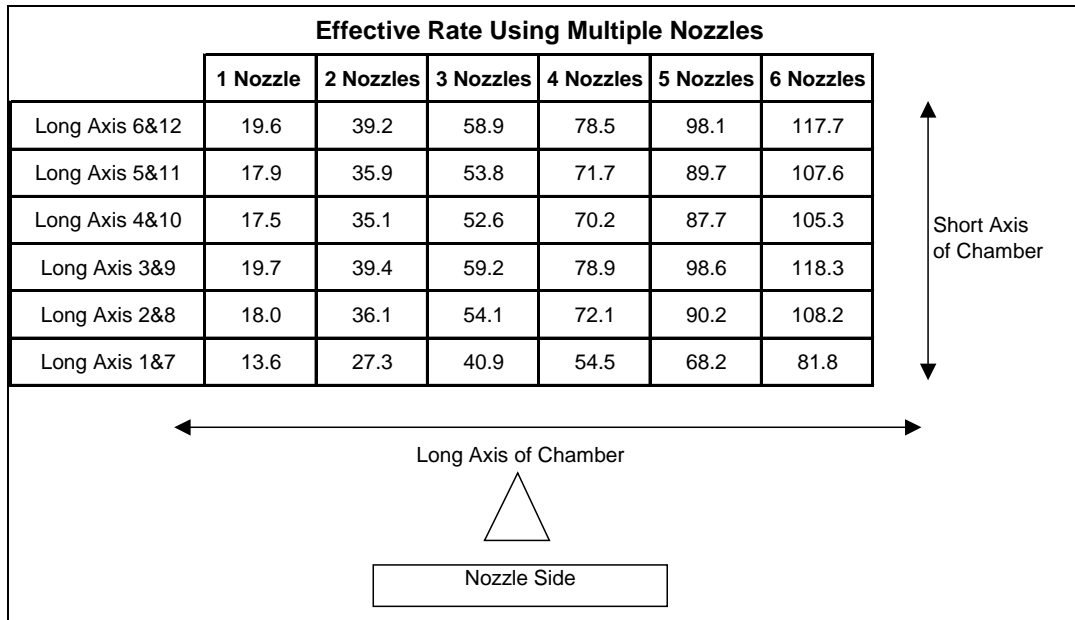 Effective Rate Using Multiple Nozzles
1 Nozzle 2 Nozzles 3 Nozzles 4 Nozzles 5 Nozzles 6 Nozzles
Long Axis 6&12 19.6 39.2 58.9 78.5 98.1 117.7
Long Axis 5&11 17.9 35.9 53.8 71.7 89.7 107.6
Long Axis 4&10 17.5 35.1 52.6 70.2 87.7 105.3
Long Axis 3&9 19.7 39.4 59.2 78.9 98.6 118.3
Long Axis 2&8 18.0 36.1 54.1 72.1 90.2 108.2
Long Axis 1&7 13.6 27.3 40.9 54.5 68.2 81.8
Short Axis
of Chamber
Long Axis of Chamber
Nozzle Side